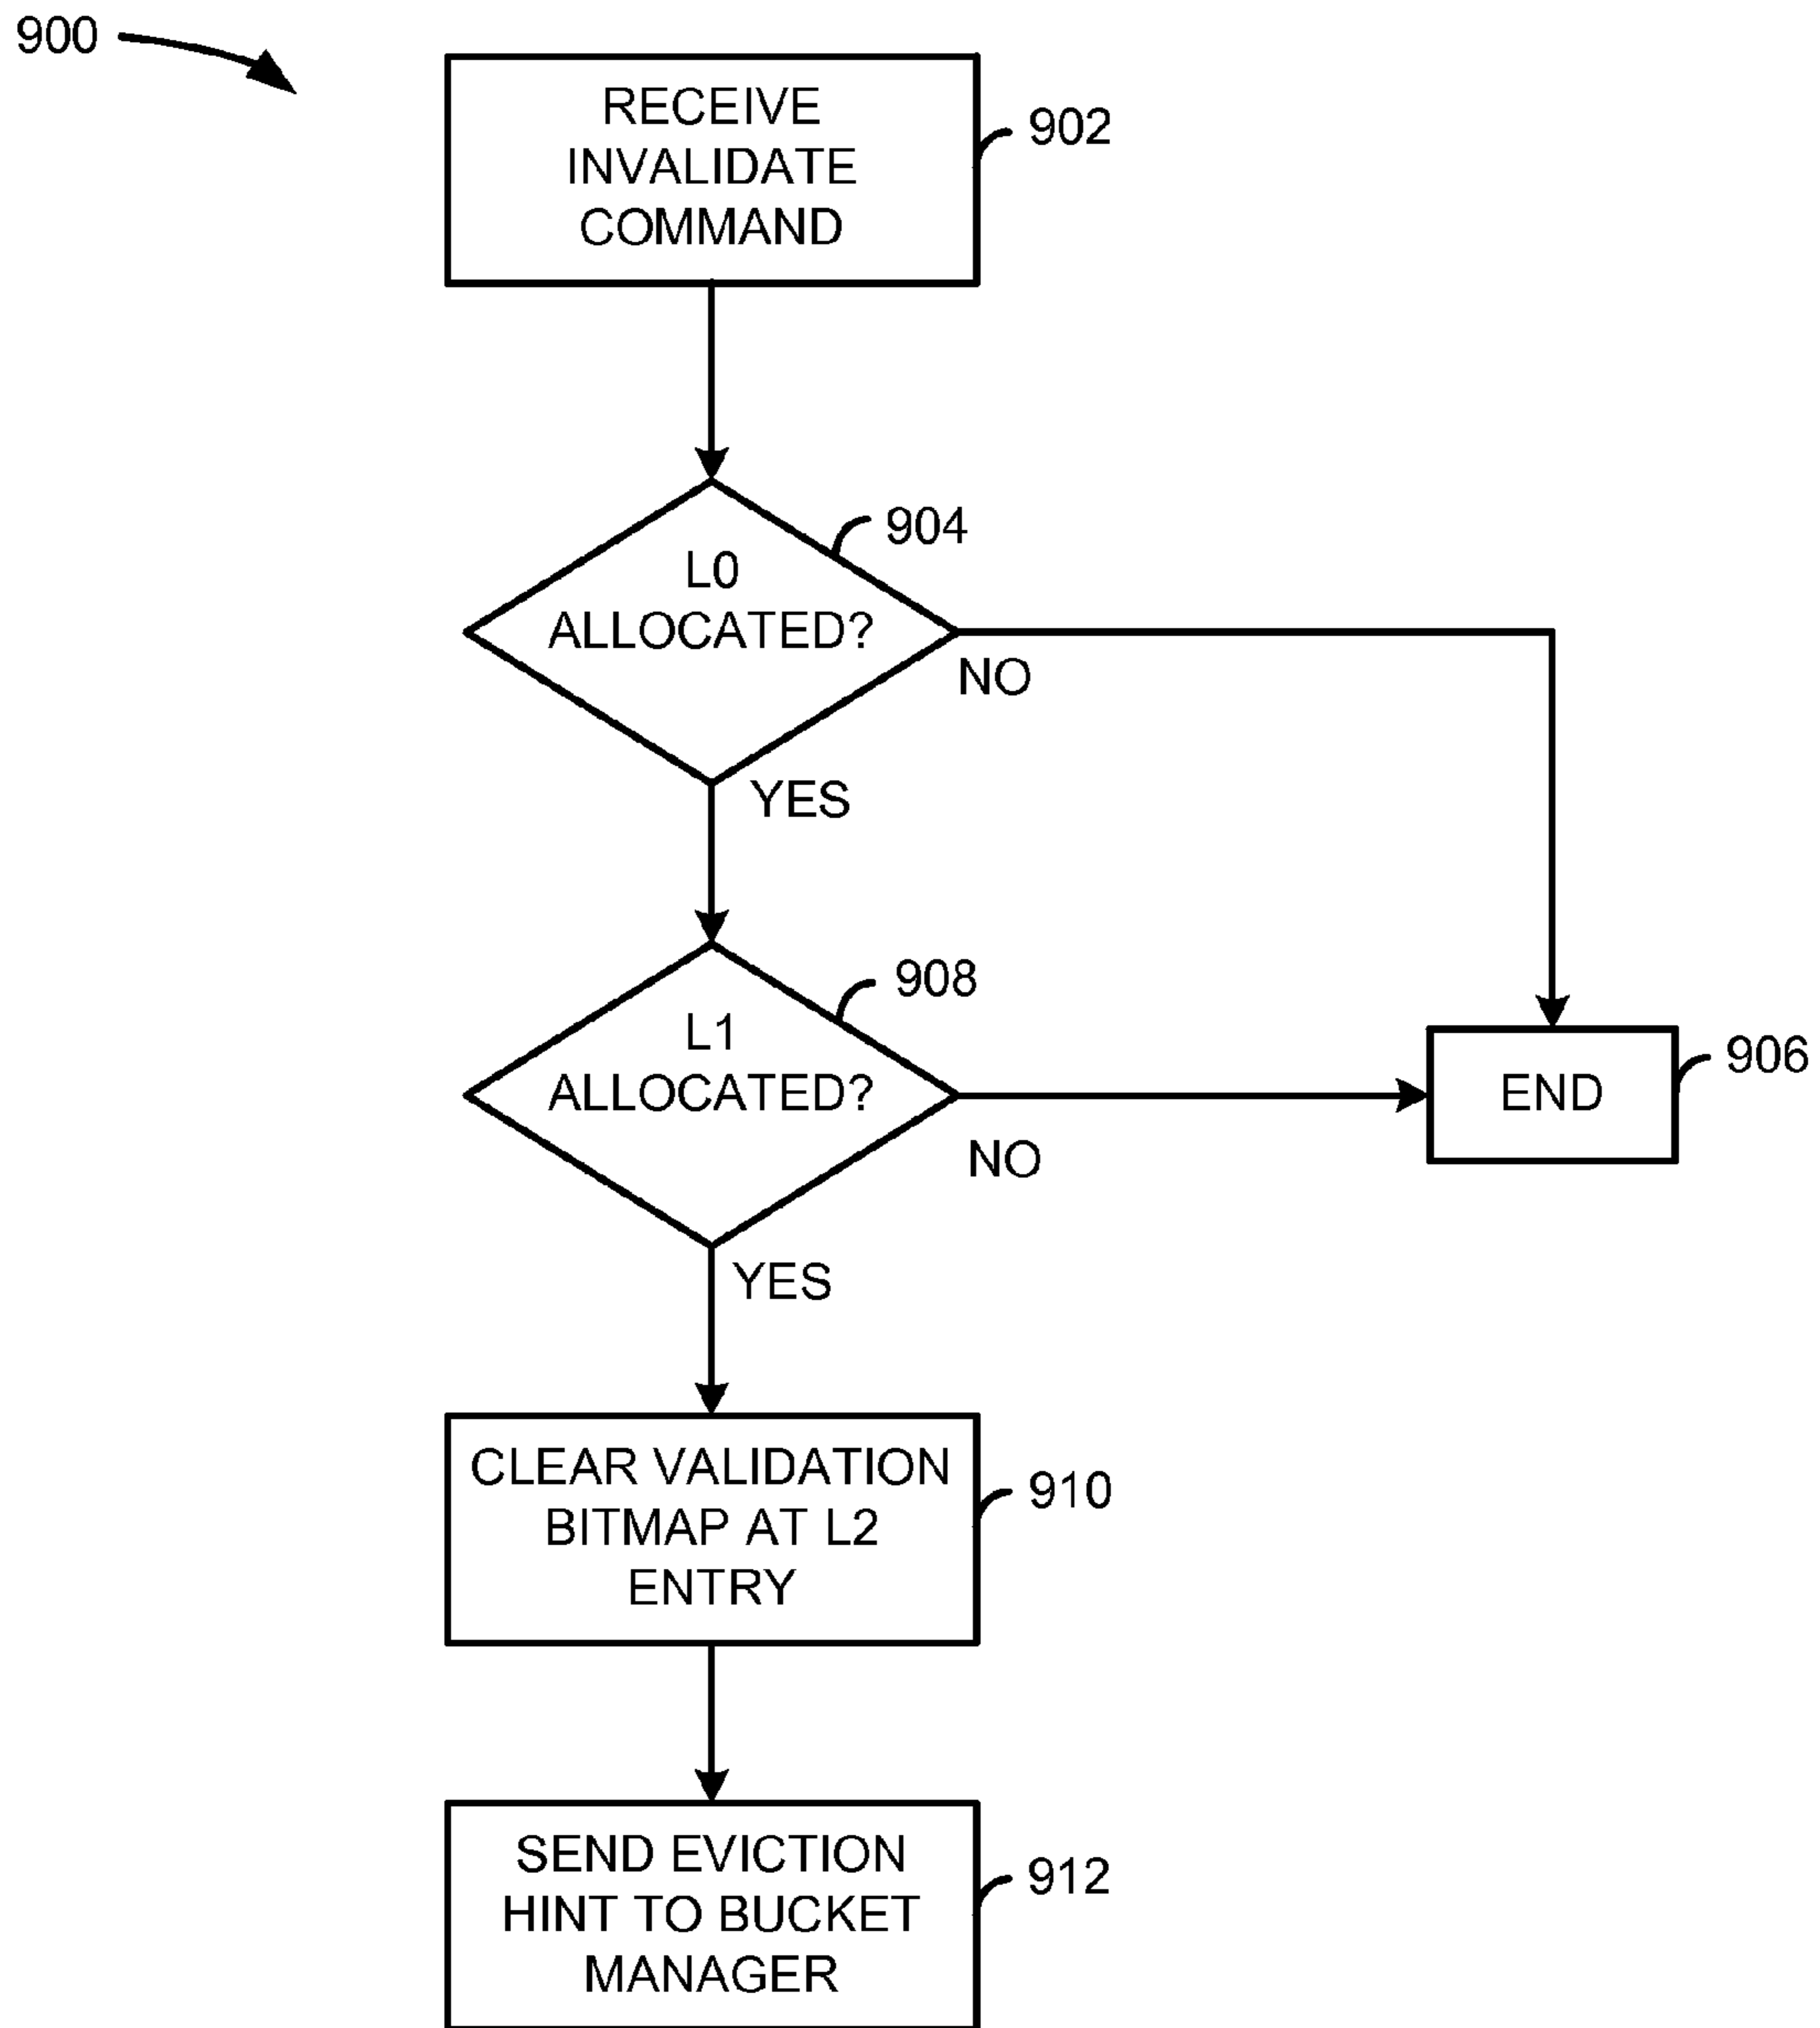 900
RECEIVE
INVALIDATE
COMMAND
902
904
L0
ALLOCATED?
NO
YES
908
L1
ALLOCATED?
906
END
NO
YES
CLEAR VALIDATION
BITMAP AT L2
ENTRY
910
SEND EVICTION
HINT TO BUCKET
MANAGER
912